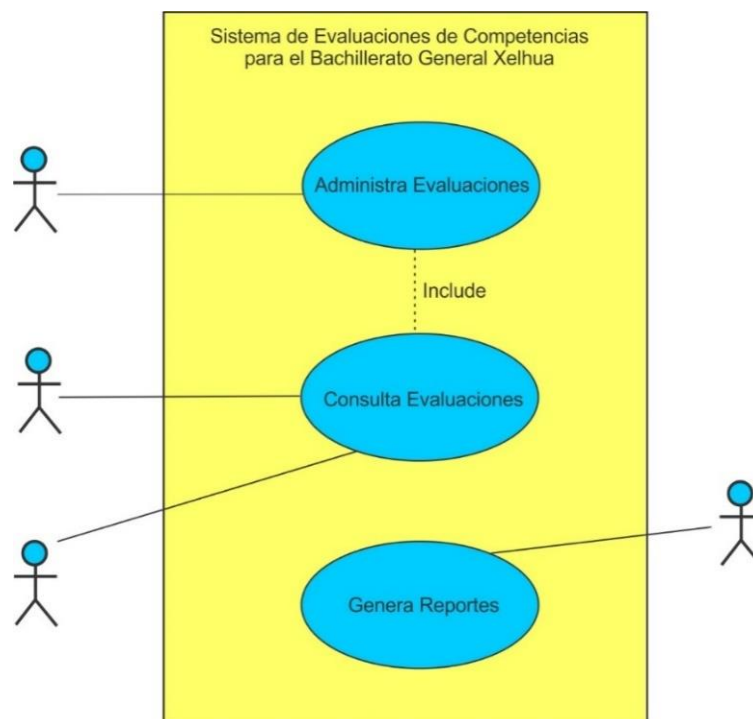 Sistema de Evaluaciones de Competencias
para el Bachillerato General Xelhua
Administra Evaluaciones
Include
Consulta Evaluaciones
Genera Reportes